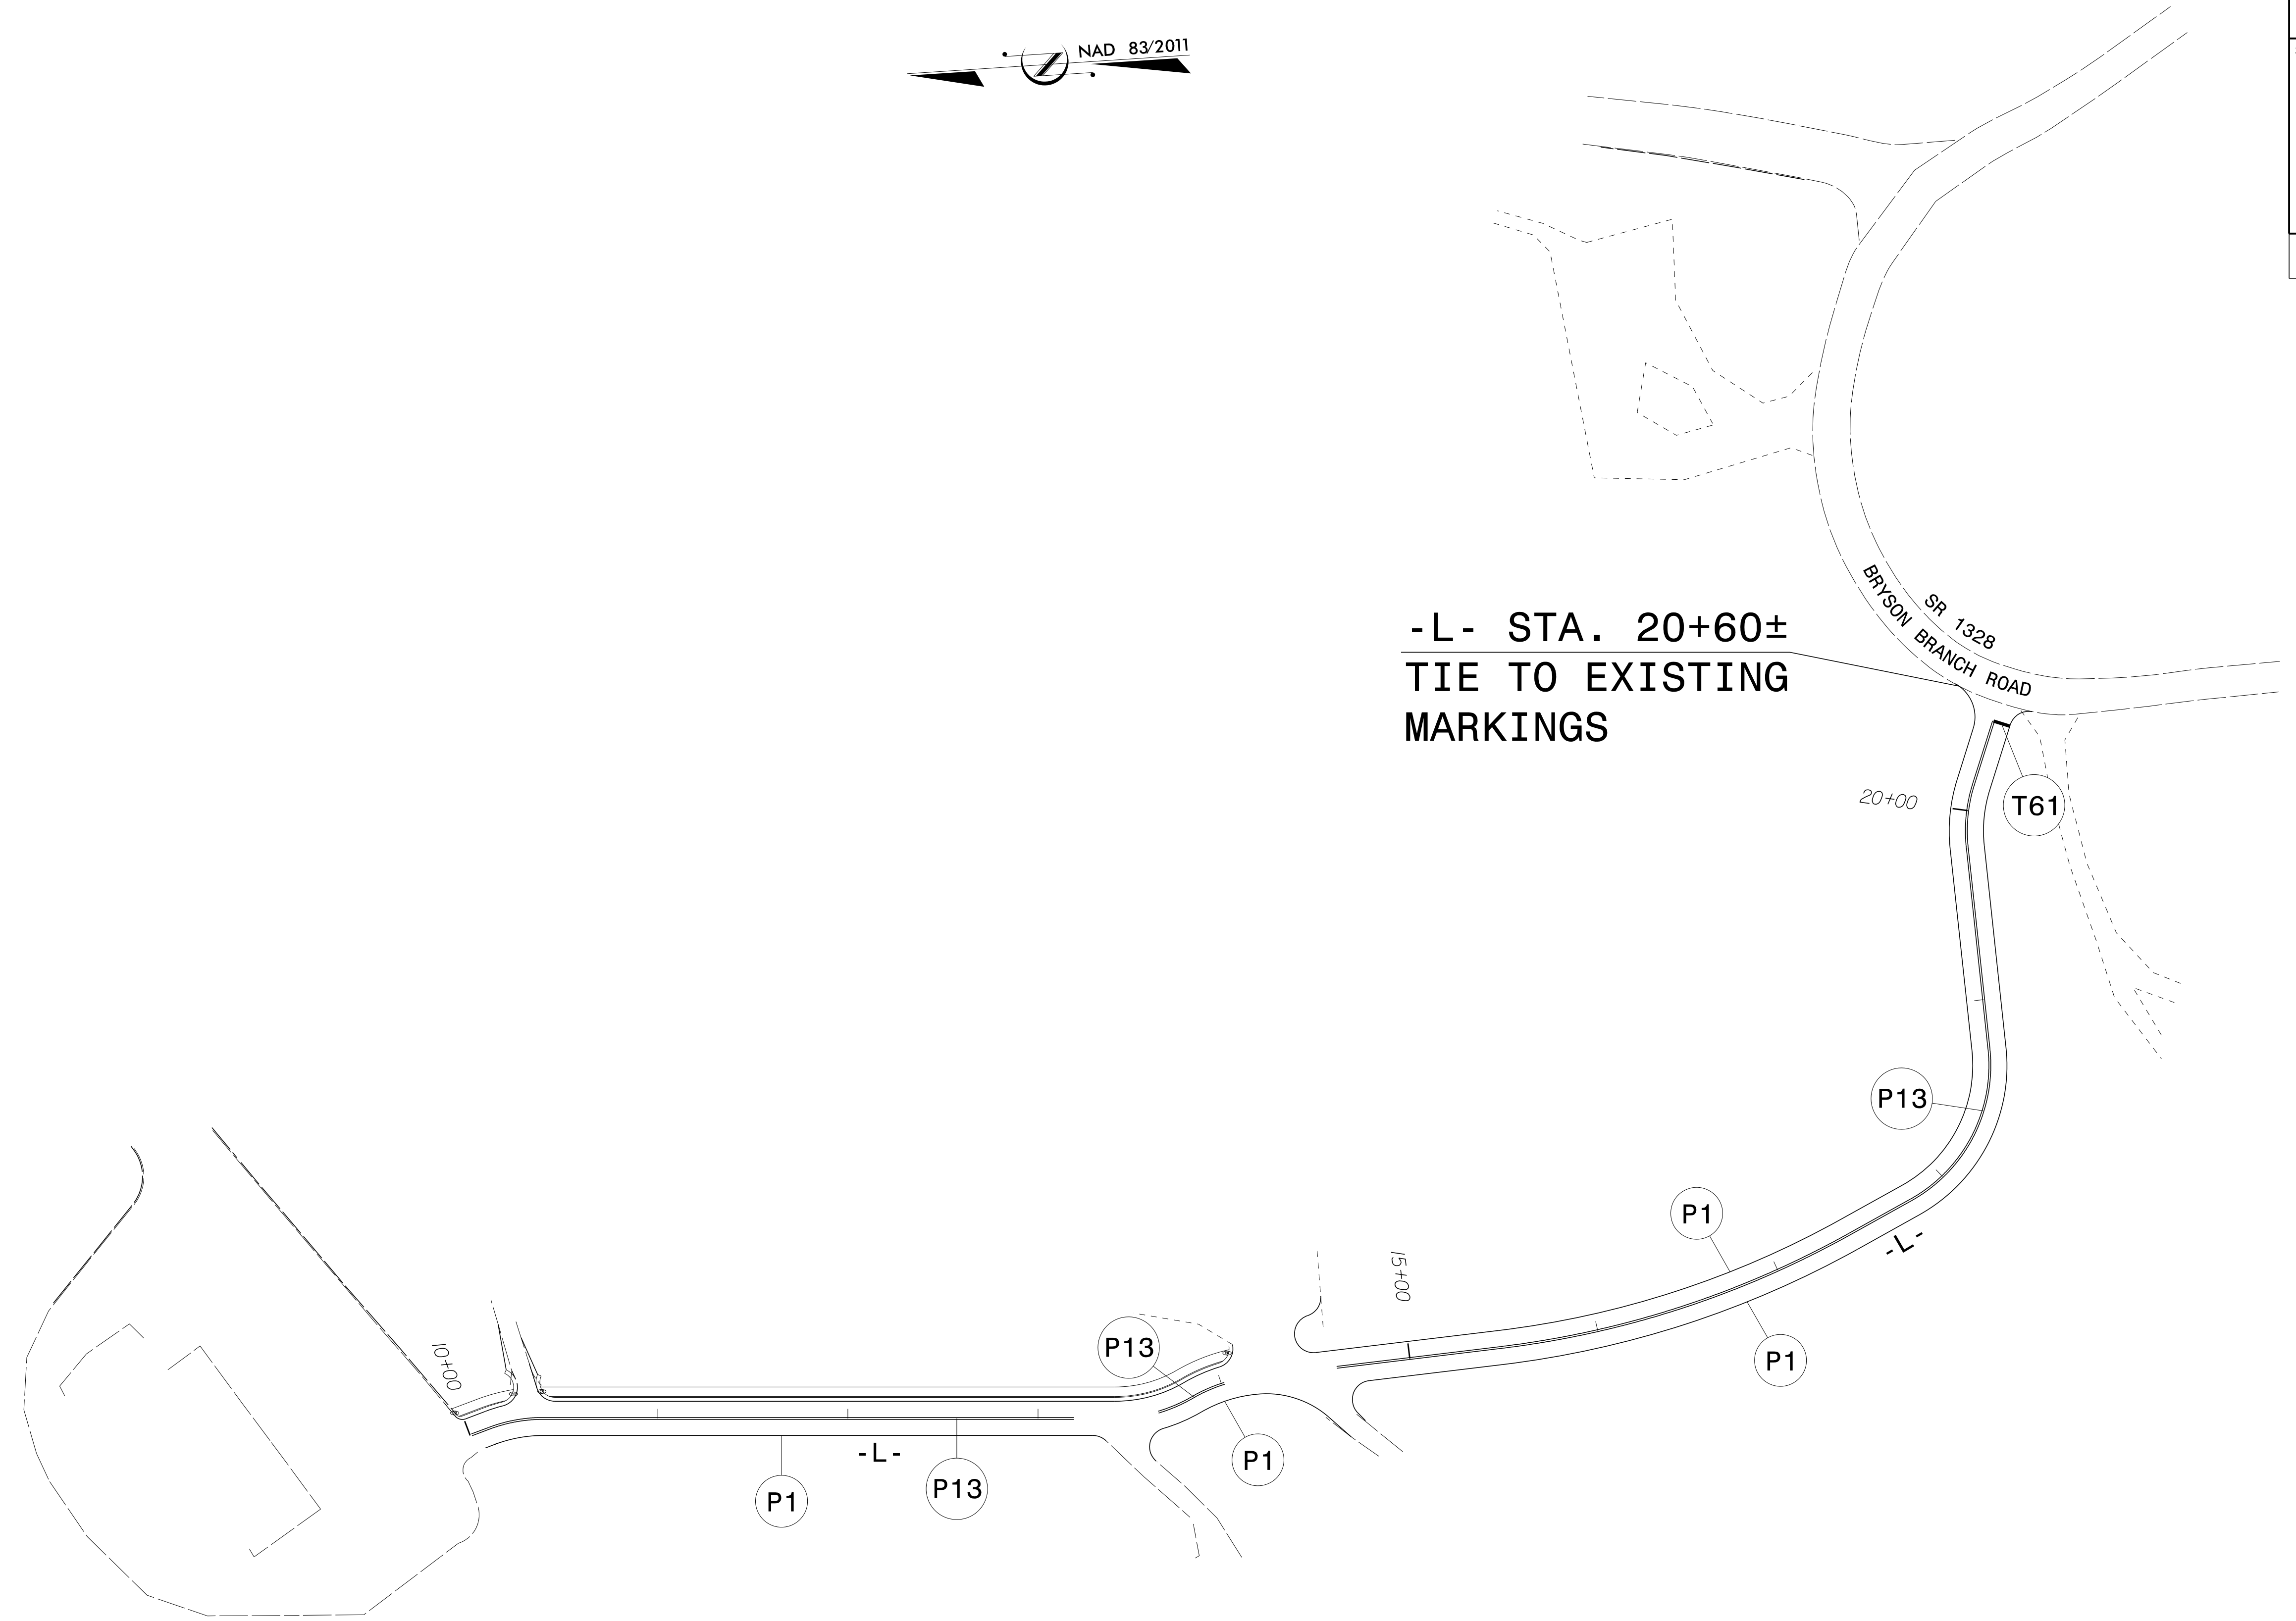 NAD 83/2011
SR 1328
BRYSON BRANCH ROAD
-L- STA. 20+60±
TIE TO EXISTING
MARKINGS
20+00
T61
P13
P1
-L-
15+00
P1
P13
10+00
P1
-L-
P13
P1